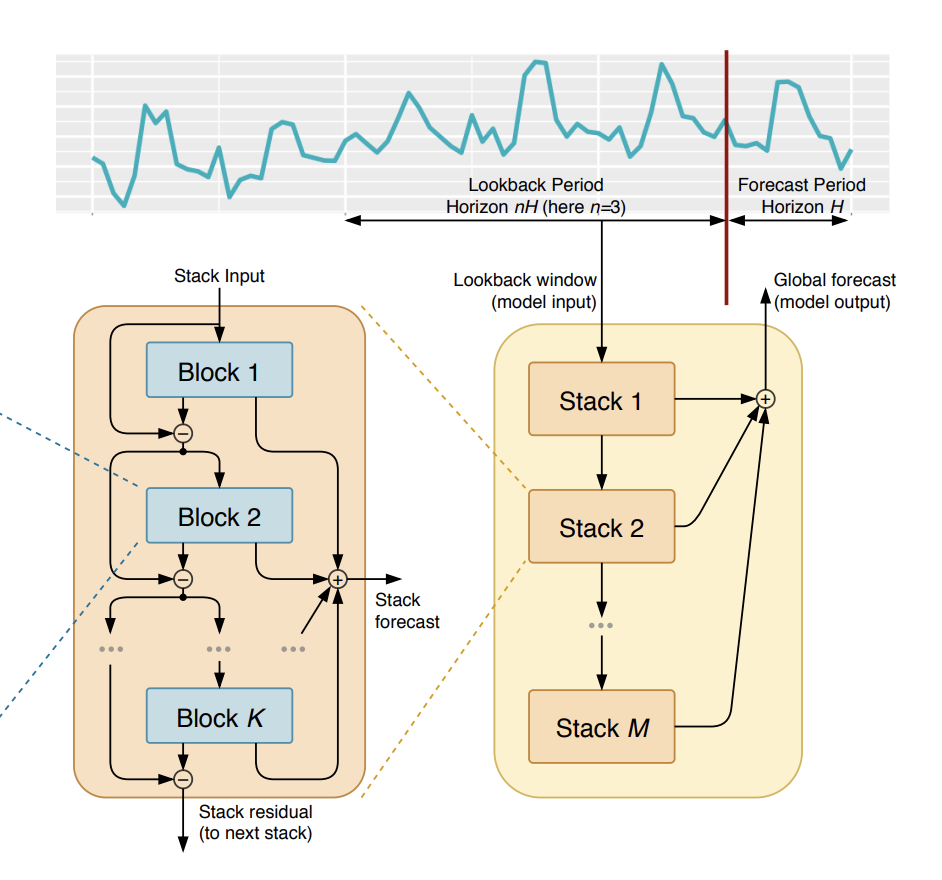 Lookback Period
Horizon nH (here n=3)
Forecast Period
Horizon H
Stack Input
Lookback window
(model input)
Global forecast
(model output)
Block 1
Block 2
Block K
Stack
forecast
Stack residual
(to next stack)
Stack 1
Stack 2
Stack M